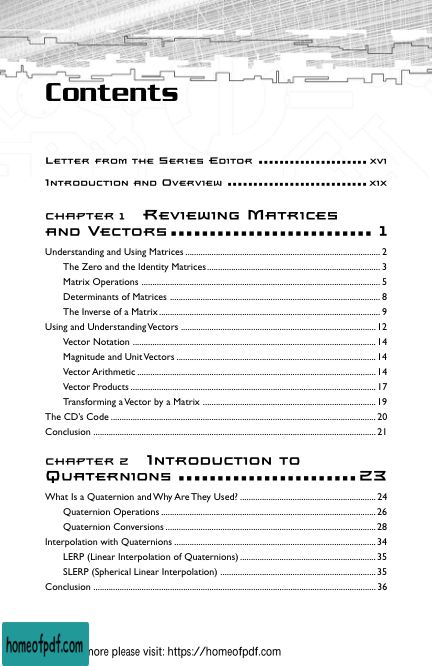 Contents
Letter from the Series Editor ..................... xvi
Introduction and Overview ........................... xix
chapter 1 Reviewing Matrices
and Vectors .............................. 1
Understanding and Using Matrices ............................................ 2
The Zero and the Identity Matrices ............................................ 3
Matrix Operations ............................................ 5
Determinants of Matrices ............................................ 8
The Inverse of a Matrix ............................................ 9
Using and Understanding Vectors ............................................ 12
Vector Notation ............................................ 14
Magnitude and Unit Vectors ............................................ 14
Vector Arithmetic ............................................ 14
Vector Products ............................................ 17
Transforming a Vector by a Matrix ............................................ 19
The CD's Code ............................................ 20
Conclusion ............................................ 21
chapter 2 Introduction to
Quaternions ........................... 23
What Is a Quaternion and Why Are They Used? ............................................ 24
Quaternion Operations ............................................ 26
Quaternion Conversions ............................................ 28
Interpolation with Quaternions ............................................ 34
LERP (Linear Interpolation of Quaternions) ............................................ 35
SLERP (Spherical Linear Interpolation) ............................................ 35
Conclusion ............................................ 36
homeofpdf.com
more please visit: https://homeofpdf.com